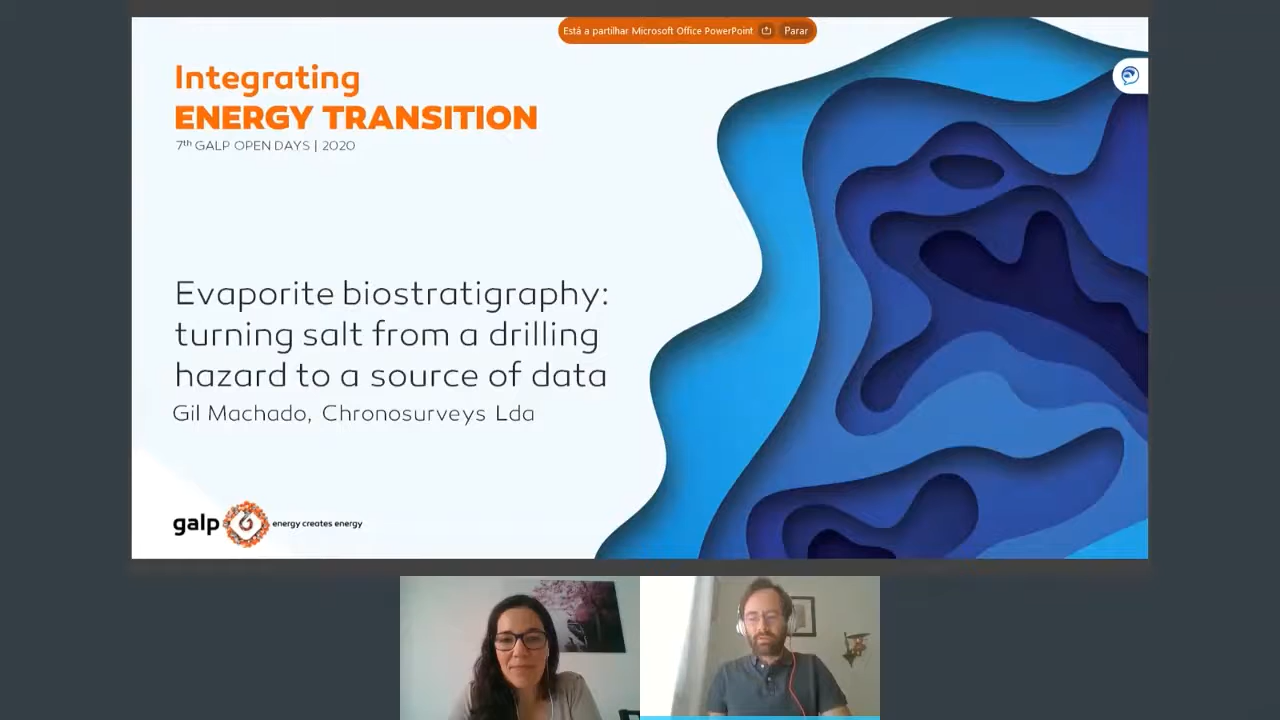 Está a partilhar Microsoft Office PowerPoint Parar
Integrating
ENERGY TRANSITION
7th GALP OPEN DAYS | 2020
Evaporite biostratigraphy:
turning salt from a drilling
hazard to a source of data
Gil Machado, Chronosurveys Lda
galp energy creates energy